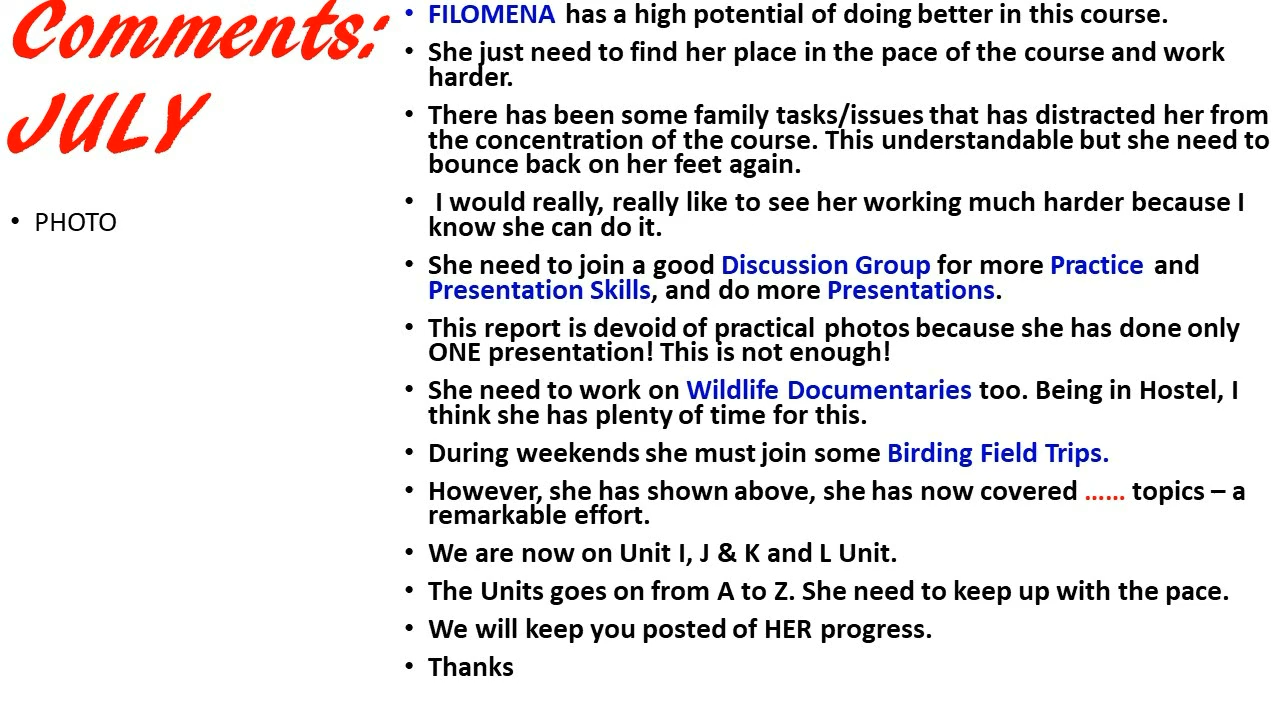 Comments:
JULY
• PHOTO
• FILOMENA has a high potential of doing better in this course.
• She just need to find her place in the pace of the course and work
harder.
• There has been some family tasks/issues that has distracted her from
the concentration of the course. This understandable but she need to
bounce back on her feet again.
• I would really, really like to see her working much harder because I
know she can do it.
• She need to join a good Discussion Group for more Practice and
Presentation Skills, and do more Presentations.
• This report is devoid of practical photos because she has done only
ONE presentation! This is not enough!
• She need to work on Wildlife Documentaries too. Being in Hostel, I
think she has plenty of time for this.
• During weekends she must join some Birding Field Trips.
• However, she has shown above, she has now covered ...... topics – a
remarkable effort.
• We are now on Unit I, J & K and L Unit.
• The Units goes on from A to Z. She need to keep up with the pace.
• We will keep you posted of HER progress.
• Thanks